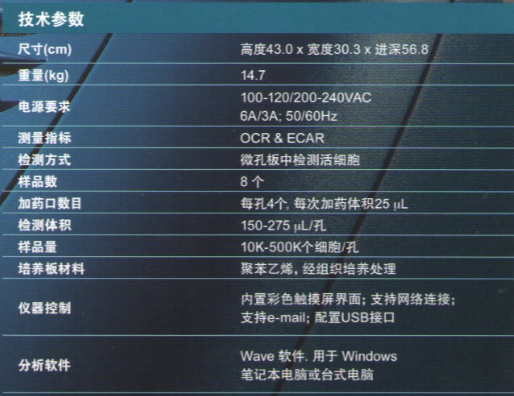 技术参数
尺寸(cm) 高度43.0 x 宽度30.3 x 进深56.8
重量(kg) 14.7
电源要求 100-120/200-240VAC
6A/3A; 50/60Hz
测量指标 OCR & ECAR
检测方式 微孔板中检测活细胞
样品数 8 个
加药口数目 每孔4个, 每次加药体积25 μL
检测体积 150-275 μL/孔
样品量 10K-500K个细胞/孔
培养板材料 聚苯乙烯, 经组织培养处理
仪器控制 内置彩色触摸屏界面; 支持网络连接;
支持e-mail; 配置USB接口
分析软件 Wave 软件. 用于 Windows
笔记本电脑或台式电脑